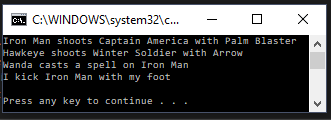 C:\WINDOWS\system32\c...
Iron Man shoots Captain America with Palm Blaster
Hawkeye shoots Winter Soldier with Arrow
Wanda casts a spell on Iron Man
I kick Iron Man with my foot
Press any key to continue . . .